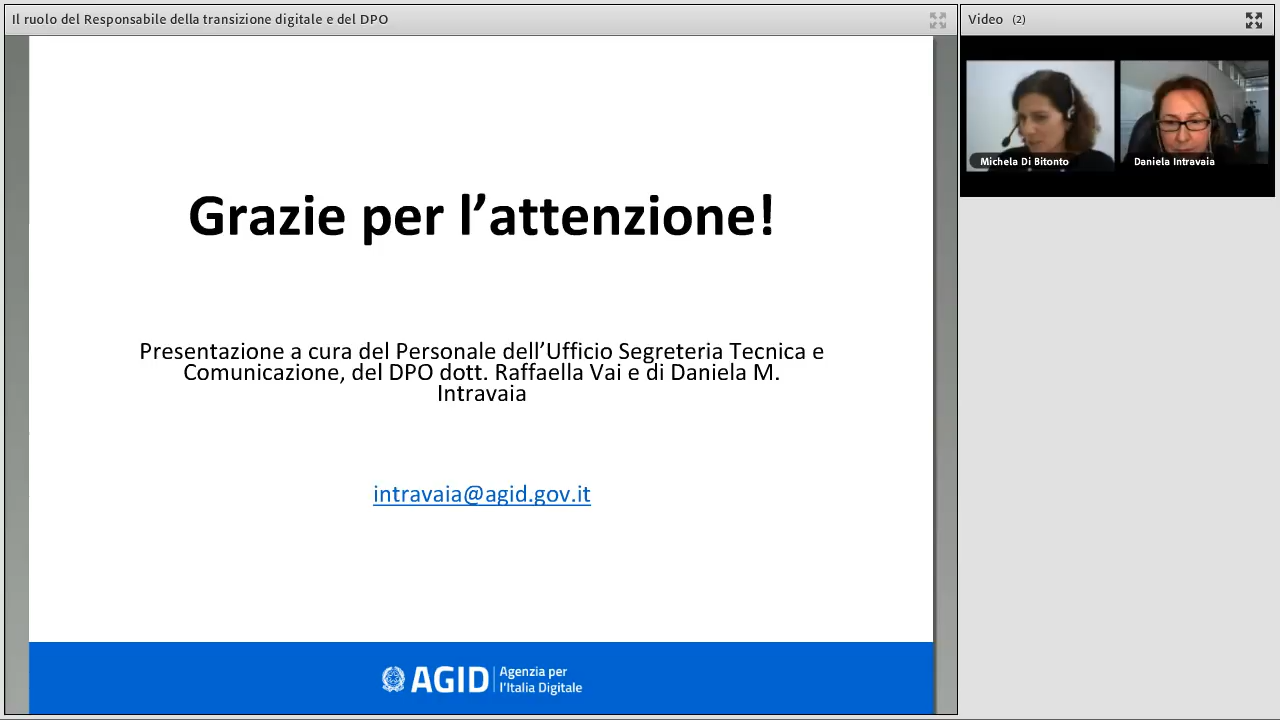 Il ruolo del Responsabile della transizione digitale e del DPO
Video (2)
Michela Di Bitonto
Daniela Intravaia
Grazie per l’attenzione!
Presentazione a cura del Personale dell’Ufficio Segreteria Tecnica e
Comunicazione, del DPO dott. Raffaella Vai e di Daniela M.
Intravaia
intravaia@agid.gov.it
AGID
Agenzia per
l’Italia Digitale